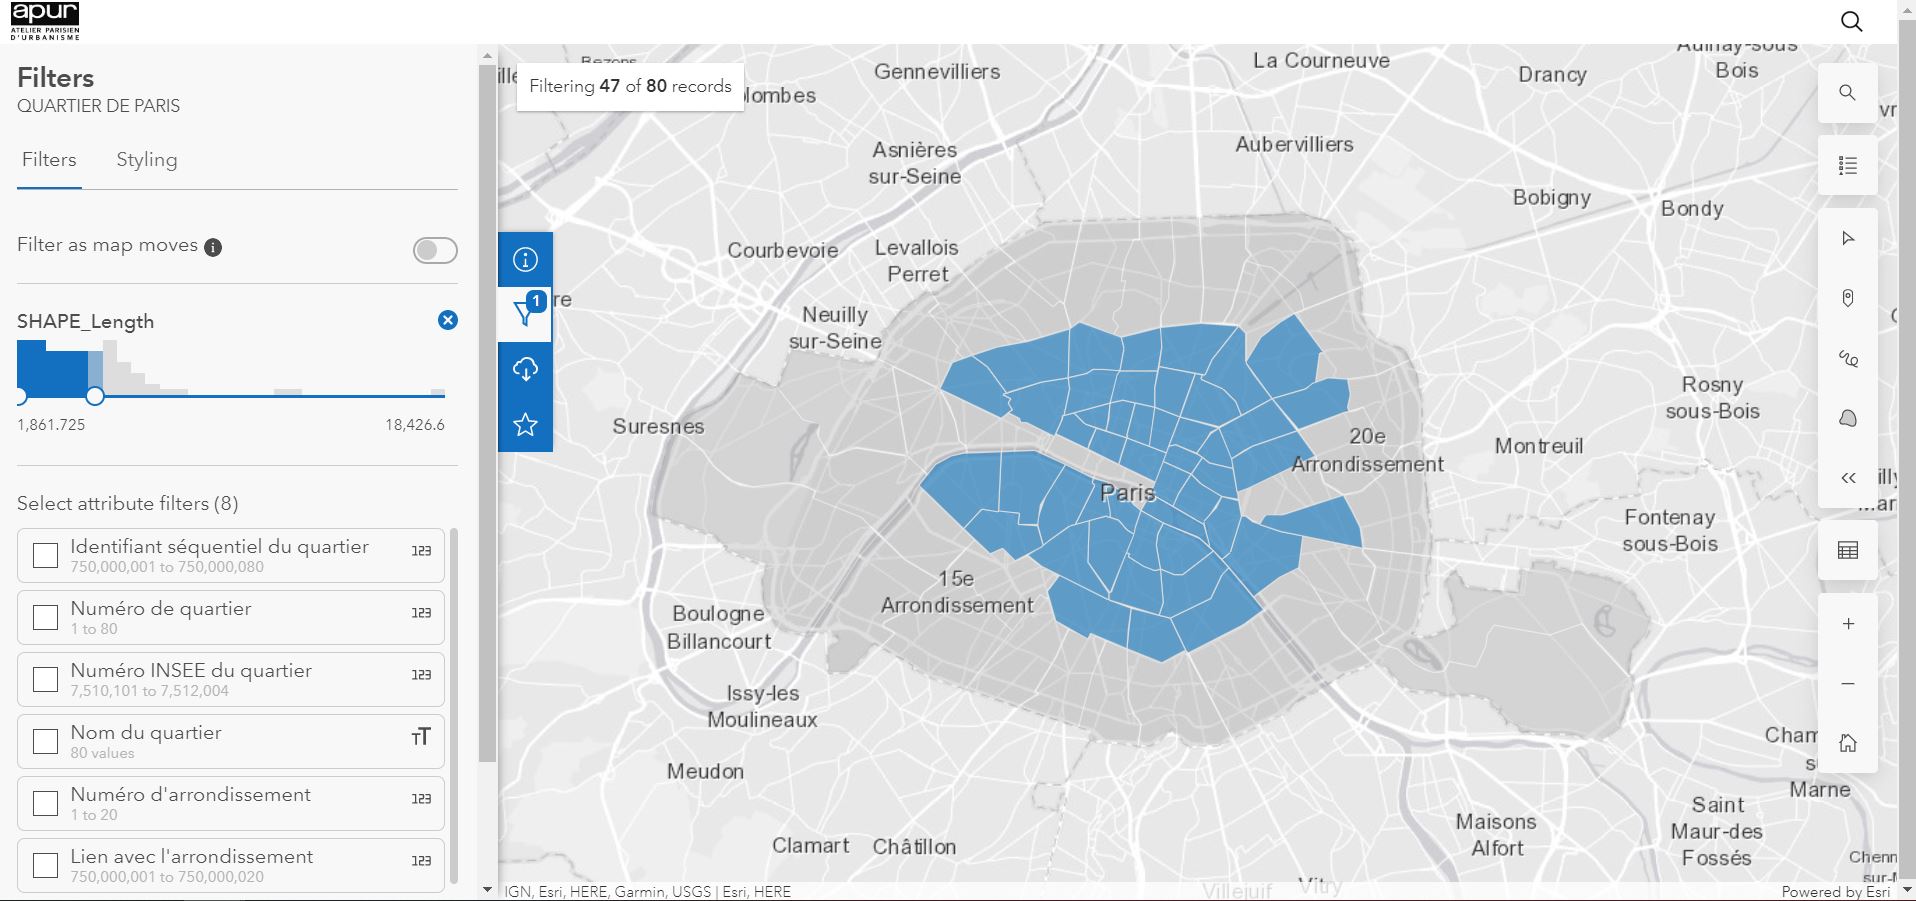 apur
ATELIER PARISIEN
D'URBANISME
Filters
QUARTIER DE PARIS
Filters
Styling
Filter as map moves
SHAPE_Length
1,861.725
18,426.6
Select attribute filters (8)
Identifiant séquentiel du quartier
123
750,000,001 to 750,000,080
Numéro de quartier
123
1 to 80
Numéro INSEE du quartier
123
7,510,101 to 7,512,004
Nom du quartier
TT
80 values
Numéro d'arrondissement
123
1 to 20
Lien avec l'arrondissement
123
750,000,001 to 750,000,020
1
Filtering 47 of 80 records
Bezons
lombes
Gennevilliers
La Courneuve
Drancy
Aulnay-sous
Bois
Asnières
sur-Seine
Aubervilliers
Bobigny
Bondy
Courbevoie
Levallois
Perret
re
Neuilly
sur-Seine
Suresnes
Rosny
sous-Bois
20e
Arrondissement
Montreuil
Paris
Fontenay
sous-Bois
15e
Arrondissement
Boulogne
Billancourt
Issy-les
Moulineaux
Meudon
Cham
Marne
Saint
Maur-des
Fossés
Maisons
Alfort
Clamart
Châtillon
Chenn
Villejuif
Vitry
IGN, Esri, HERE, Garmin, USGS | Esri, HERE
Powered by Esri